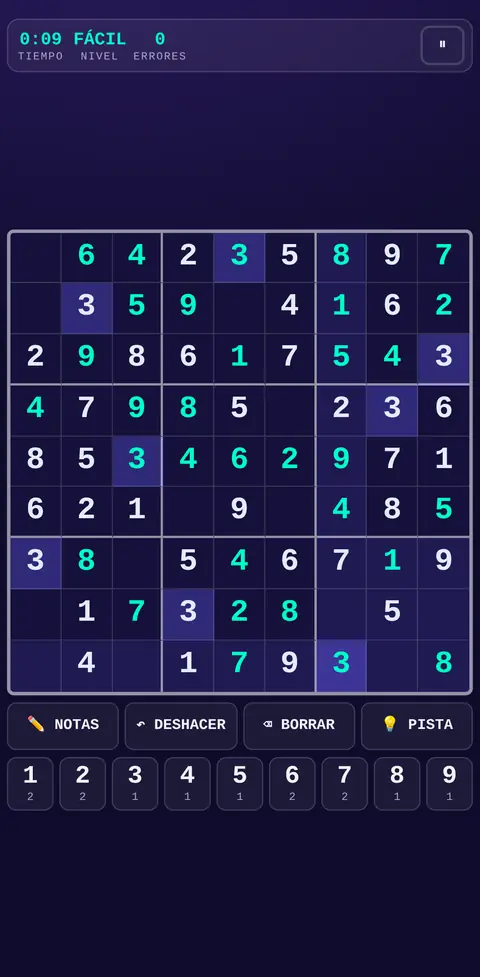 0:09 FÁCIL 0
TIEMPO NIVEL ERRORES
6 4 2 3 5 8 9 7
3 5 9 4 1 6 2
2 9 8 6 1 7 5 4 3
4 7 9 8 5 2 3 6
8 5 3 4 6 2 9 7 1
6 2 1 9 4 8 5
3 8 5 4 6 7 1 9
1 7 3 2 8 5
4 1 7 9 3 8
NOTAS DESHACER BORRAR PISTA
1 2 3 4 5 6 7 8 9
2 2 1 1 1 2 2 1 1